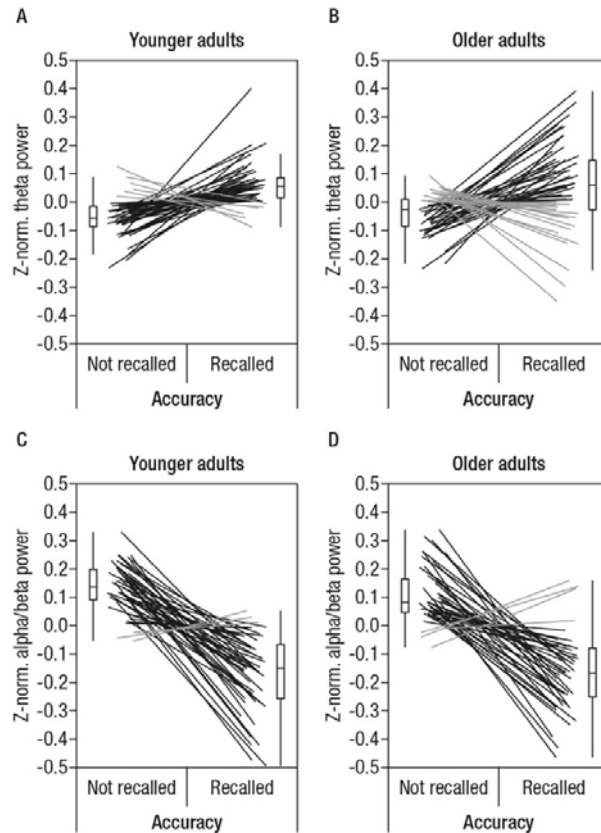 A
Younger adults
Z-norm. theta power
0.5
0.4
0.3
0.2
0.1
0.0
-0.1
-0.2
-0.3
-0.4
-0.5
Not recalled
Recalled
Accuracy
B
Older adults
Z-norm. theta power
0.5
0.4
0.3
0.2
0.1
0.0
-0.1
-0.2
-0.3
-0.4
-0.5
Not recalled
Recalled
Accuracy
C
Younger adults
Z-norm. alpha/beta power
0.5
0.4
0.3
0.2
0.1
0.0
-0.1
-0.2
-0.3
-0.4
-0.5
Not recalled
Recalled
Accuracy
D
Older adults
Z-norm. alpha/beta power
0.5
0.4
0.3
0.2
0.1
0.0
-0.1
-0.2
-0.3
-0.4
-0.5
Not recalled
Recalled
Accuracy